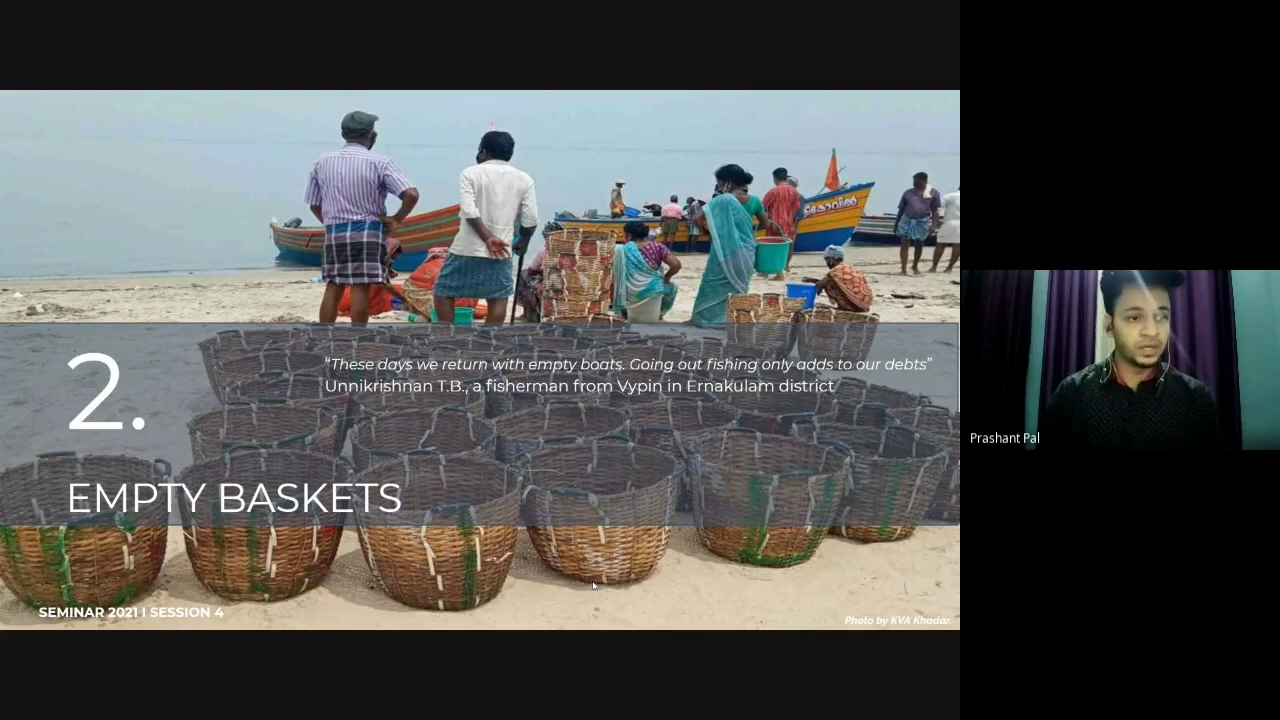 2.
“These days we return with empty boats. Going out fishing only adds to our debts”
Unnikrishnan T.B., a fisherman from Vypin in Ernakulam district
EMPTY BASKETS
SEMINAR 2021 I SESSION 4
Photo by KVA Khadar.
Prashant Pal